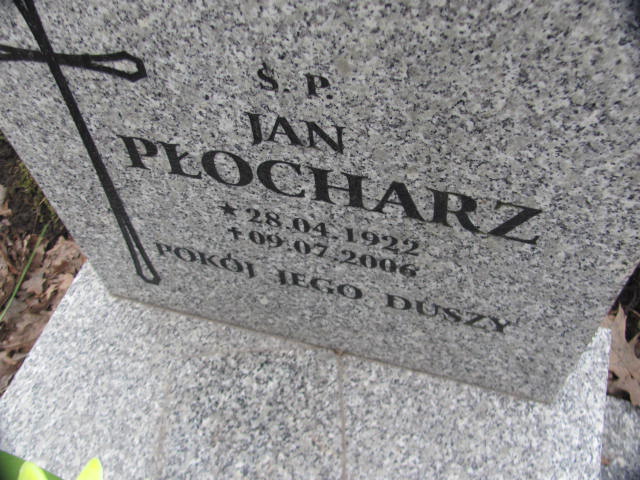 Ś. P.
JAN
PŁOCHARZ
★ 28.04.1922
✝ 09.07.2006
POKÓJ JEGO DUSZY